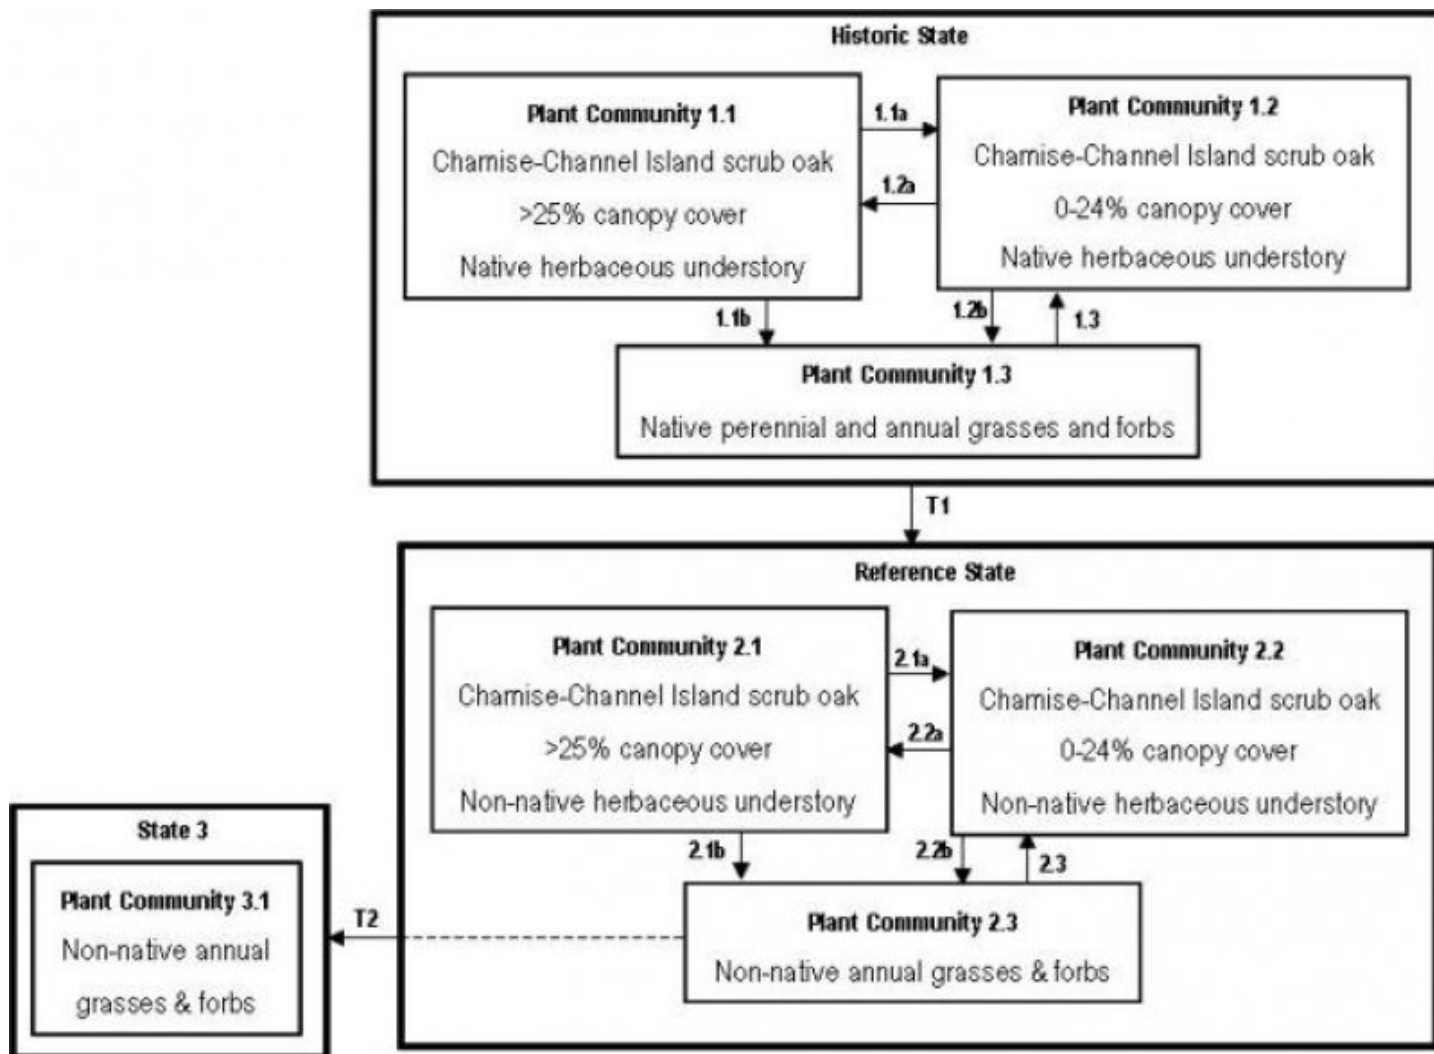 Historic State
Plant Community 1.1
Chamise-Channel Island scrub oak
>25% canopy cover
Native herbaceous understory
1.1a
1.2a
Plant Community 1.2
Chamise-Channel Island scrub oak
0-24% canopy cover
Native herbaceous understory
1.1b
1.2b
1.3
Plant Community 1.3
Native perennial and annual grasses and forbs
T1
Reference State
Plant Community 2.1
Chamise-Channel Island scrub oak
>25% canopy cover
Non-native herbaceous understory
2.1a
2.2a
Plant Community 2.2
Chamise-Channel Island scrub oak
0-24% canopy cover
Non-native herbaceous understory
2.1b
2.2b
2.3
Plant Community 2.3
Non-native annual grasses & forbs
T2
State 3
Plant Community 3.1
Non-native annual
grasses & forbs